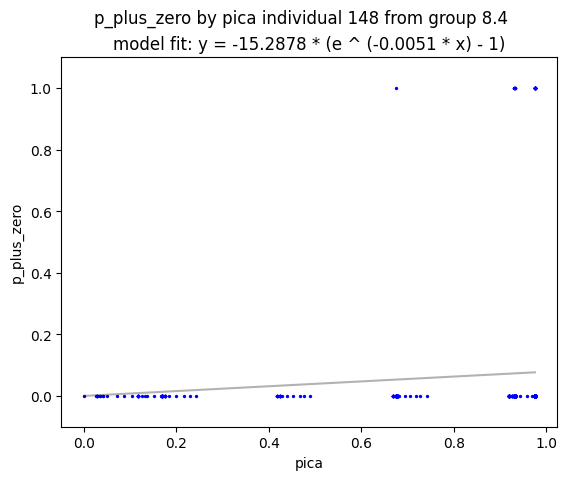 p_plus_zero by pica individual 148 from group 8.4
model fit: y = -15.2878 * (e ^ (-0.0051 * x) - 1)
1.0
0.8
0.6
0.4
0.2
0.0
p_plus_zero
0.0 0.2 0.4 0.6 0.8 1.0
pica